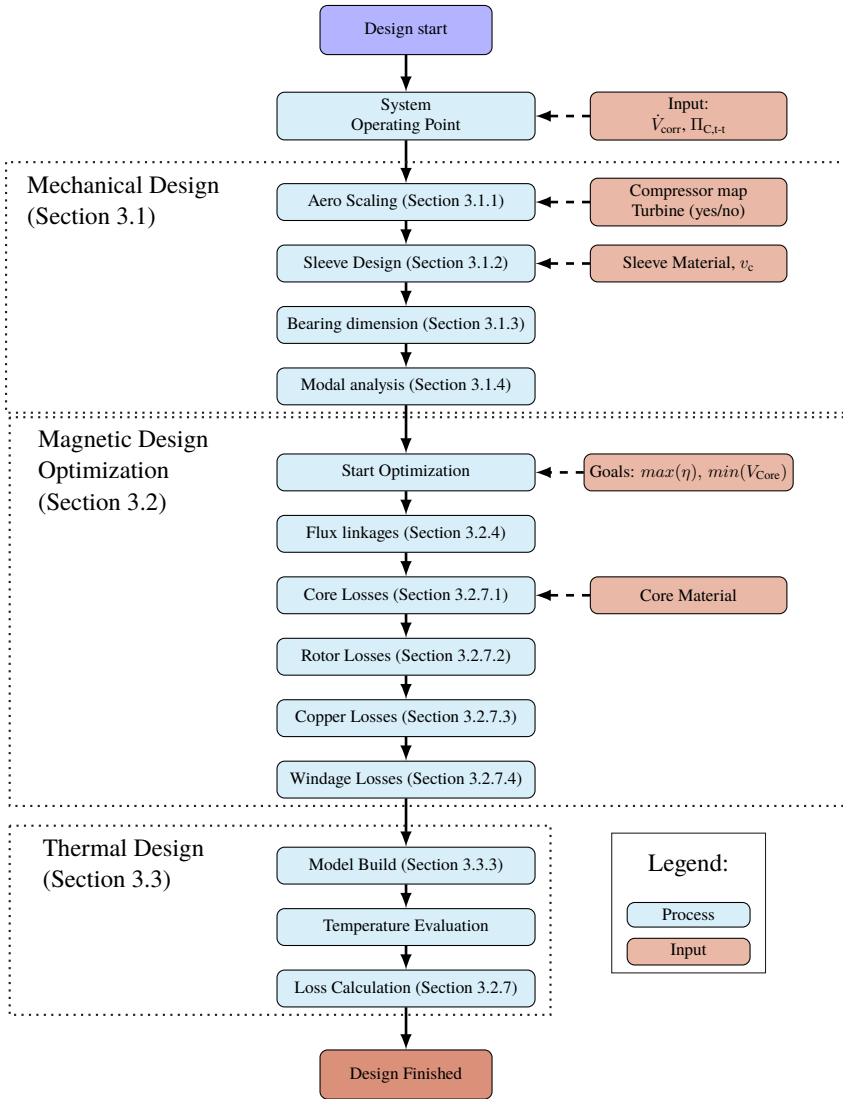 Design start
System
Operating Point
Input:
V̇corr, ΠC,t-t
Mechanical Design
(Section 3.1)
Aero Scaling (Section 3.1.1)
Compressor map
Turbine (yes/no)
Sleeve Design (Section 3.1.2)
Sleeve Material, vc
Bearing dimension (Section 3.1.3)
Modal analysis (Section 3.1.4)
Magnetic Design
Optimization
(Section 3.2)
Start Optimization
Goals: max(η), min(VCore)
Flux linkages (Section 3.2.4)
Core Losses (Section 3.2.7.1)
Core Material
Rotor Losses (Section 3.2.7.2)
Copper Losses (Section 3.2.7.3)
Windage Losses (Section 3.2.7.4)
Thermal Design
(Section 3.3)
Model Build (Section 3.3.3)
Temperature Evaluation
Loss Calculation (Section 3.2.7)
Design Finished
Legend:
Process
Input